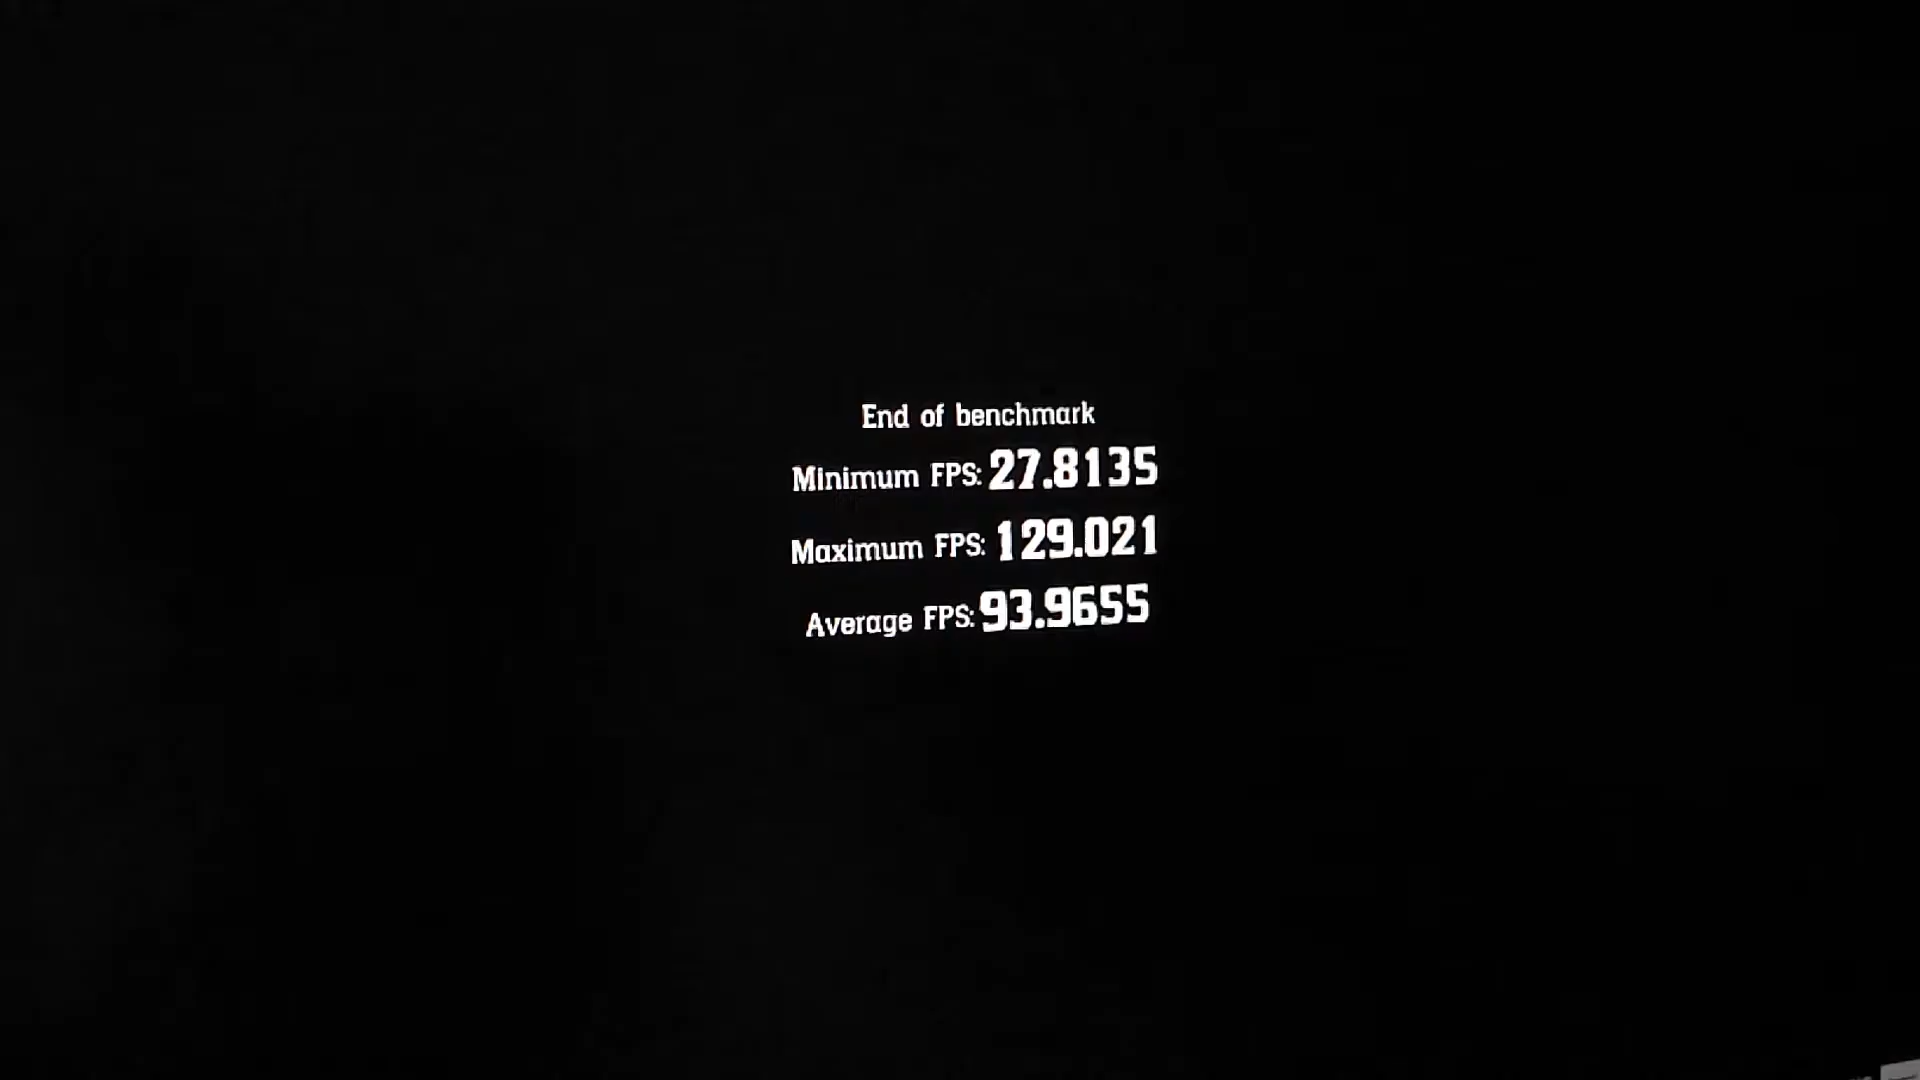 End of benchmark
Minimum FPS: 27.8135
Maximum FPS: 129.021
Average FPS: 93.9655